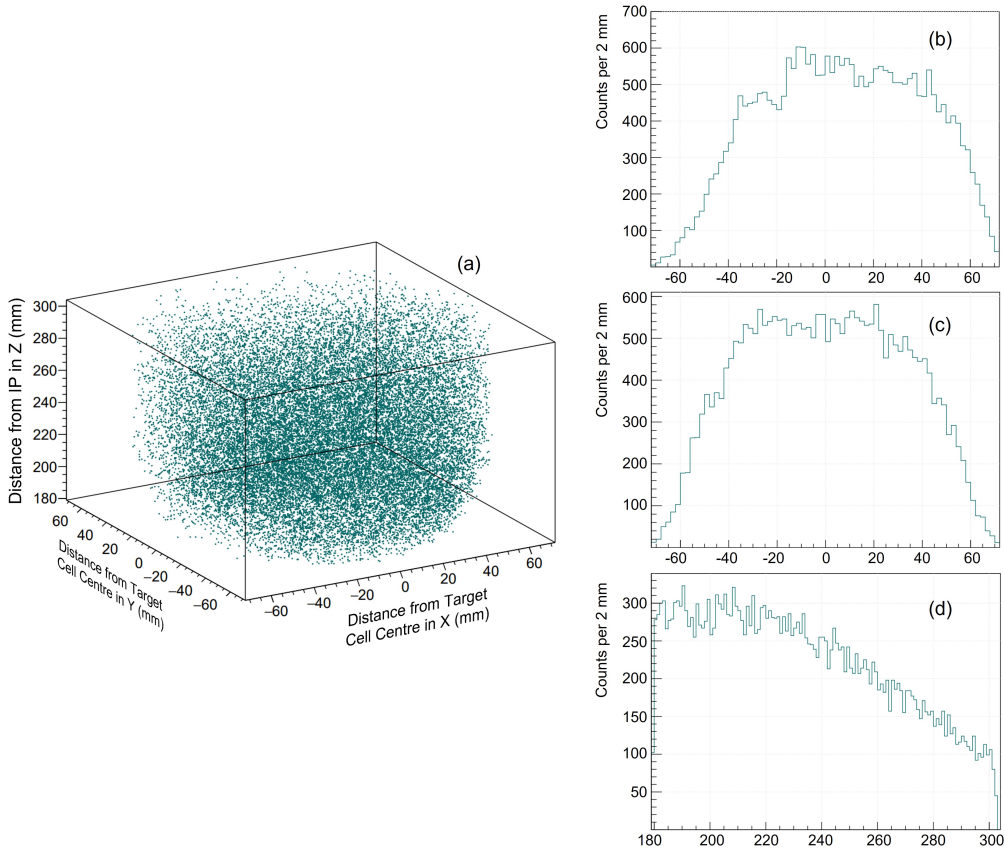 (a)
Distance from IP in Z (mm)
300
280
260
240
220
200
180
60
40
20
0
−20
−40
−60
Distance from Target
Cell Centre in Y (mm)
−60
−40
−20
0
20
40
60
Distance from Target
Cell Centre in X (mm)
(b)
Counts per 2 mm
700
600
500
400
300
200
100
-60 -40 -20 0 20 40 60
(c)
Counts per 2 mm
600
500
400
300
200
100
-60 -40 -20 0 20 40 60
(d)
Counts per 2 mm
300
250
200
150
100
50
180 200 220 240 260 280 300